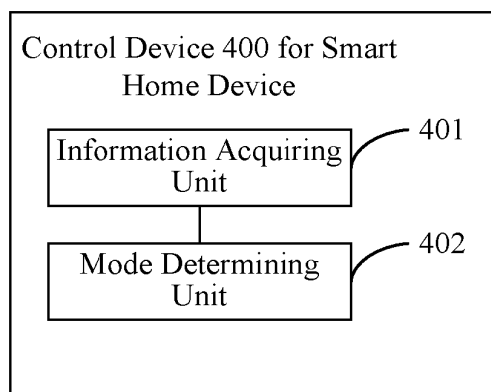 Control Device 400 for Smart
Home Device
Information Acquiring
Unit
401
Mode Determining
Unit
402